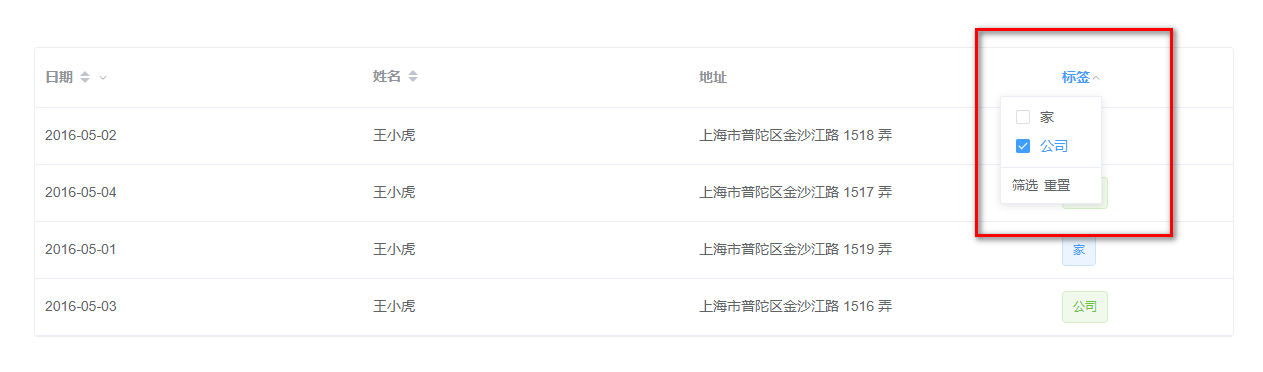 日期 姓名 地址 标签
家
公司
筛选 重置
2016-05-02 王小虎 上海市普陀区金沙江路 1518 弄
2016-05-04 王小虎 上海市普陀区金沙江路 1517 弄
2016-05-01 王小虎 上海市普陀区金沙江路 1519 弄 家
2016-05-03 王小虎 上海市普陀区金沙江路 1516 弄 公司